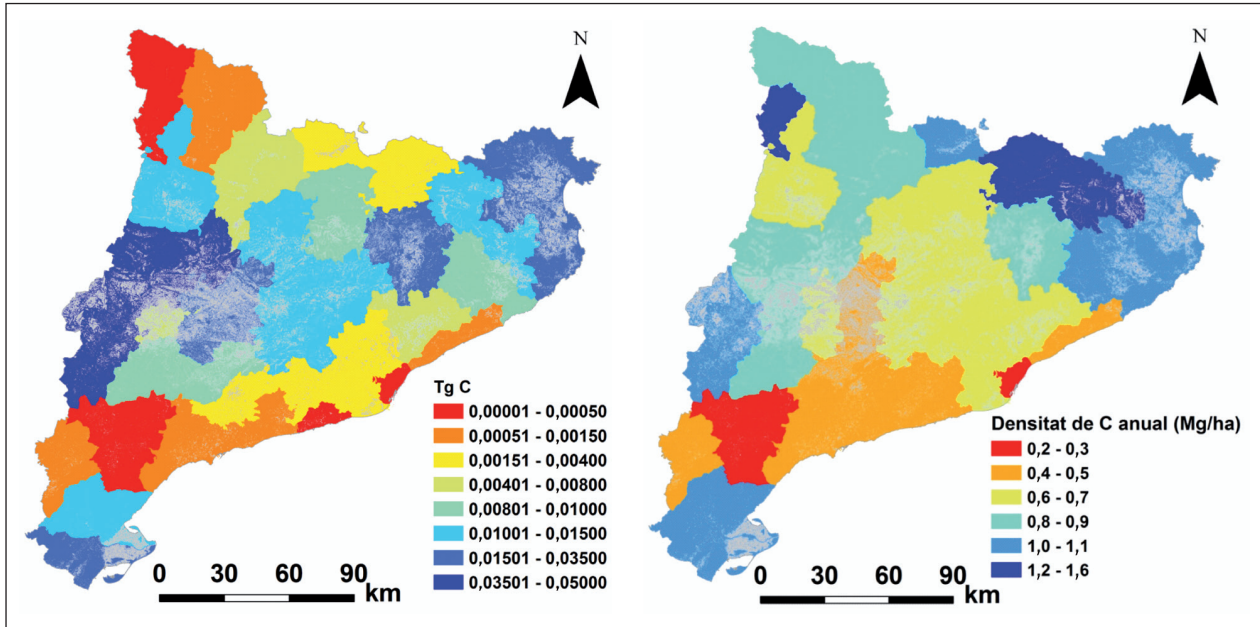 N
Tg C
0,00001 - 0,00050
0,00051 - 0,00150
0,00151 - 0,00400
0,00401 - 0,00800
0,00801 - 0,01000
0,01001 - 0,01500
0,01501 - 0,03500
0,03501 - 0,05000
0 30 60 90
km
N
Densitat de C anual (Mg/ha)
0,2 - 0,3
0,4 - 0,5
0,6 - 0,7
0,8 - 0,9
1,0 - 1,1
1,2 - 1,6
0 30 60 90
km